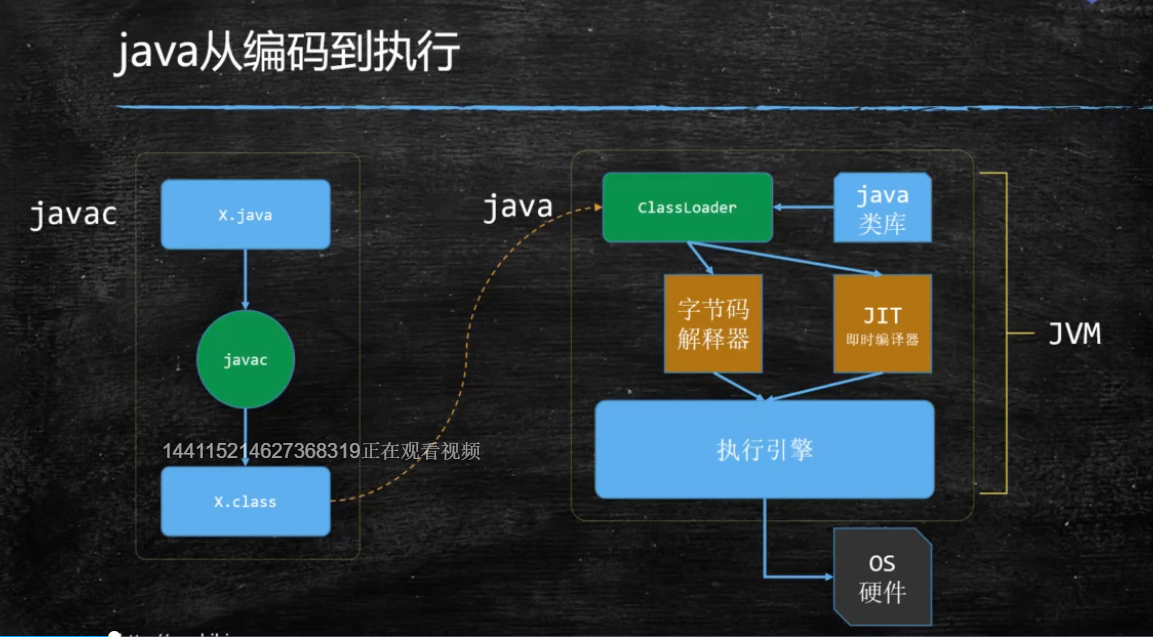 java从编码到执行
javac
X.java
javac
144115214627368319正在观看视频
X.class
java
ClassLoader
java
类库
字节码
解释器
JIT
即时编译器
JVM
执行引擎
OS
硬件